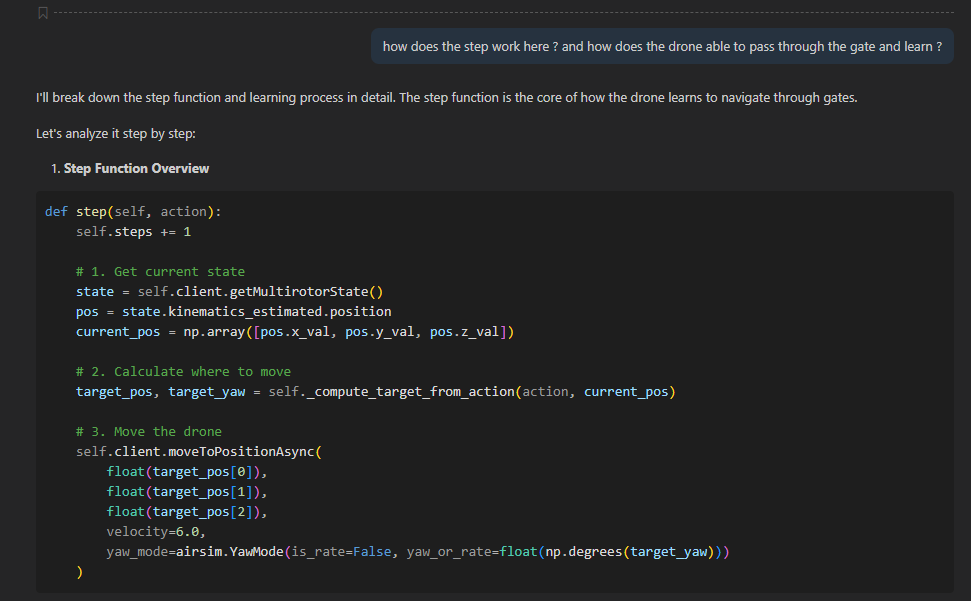 how does the step work here ? and how does the drone able to pass through the gate and learn ?
I'll break down the step function and learning process in detail. The step function is the core of how the drone learns to navigate through gates.
Let's analyze it step by step:
1. Step Function Overview
def step(self, action):
    self.steps += 1
    # 1. Get current state
    state = self.client.getMultirotorState()
    pos = state.kinematics_estimated.position
    current_pos = np.array([pos.x_val, pos.y_val, pos.z_val])
    # 2. Calculate where to move
    target_pos, target_yaw = self._compute_target_from_action(action, current_pos)
    # 3. Move the drone
    self.client.moveToPositionAsync(
        float(target_pos[0]),
        float(target_pos[1]),
        float(target_pos[2]),
        velocity=6.0,
        yaw_mode=airsim.YawMode(is_rate=False, yaw_or_rate=float(np.degrees(target_yaw)))
    )